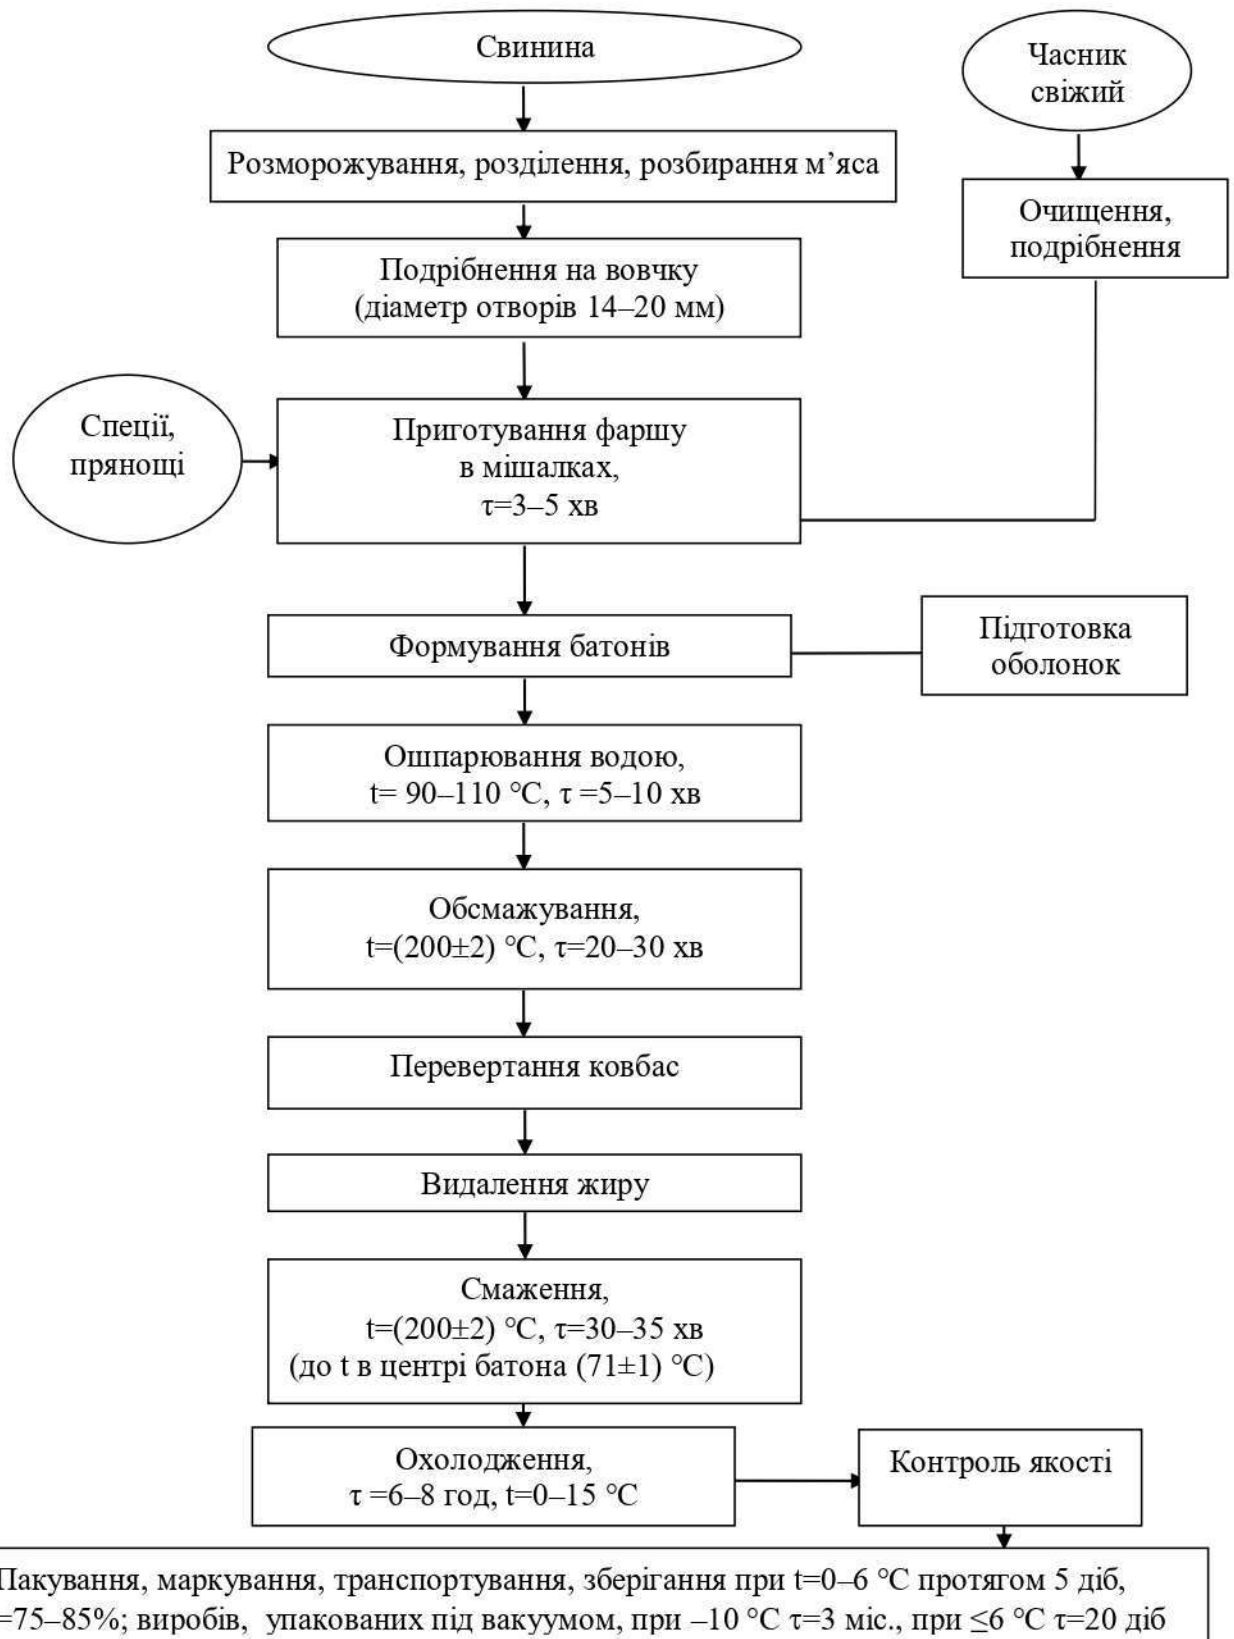 Свинина
Часник
свіжий
Розморожування, розділення, розбирання м’яса
Очищення,
подрібнення
Подрібнення на вовчку
(діаметр отворів 14–20 мм)
Спеції,
прянощі
Приготування фаршу
в мішалках,
τ=3–5 хв
Формування батонів
Підготовка
оболонок
Ошпарювання водою,
t= 90–110 °С, τ =5–10 хв
Обсмажування,
t=(200±2) °С, τ=20–30 хв
Перевертання ковбас
Видалення жиру
Смаження,
t=(200±2) °С, τ=30–35 хв
(до t в центрі батона (71±1) °С)
Охолодження,
τ =6–8 год, t=0–15 °С
Контроль якості
Пакування, маркування, транспортування, зберігання при t=0–6 °С протягом 5 діб,
=75–85%; виробів, упакованих під вакуумом, при –10 °С τ=3 міс., при ≤6 °С τ=20 діб